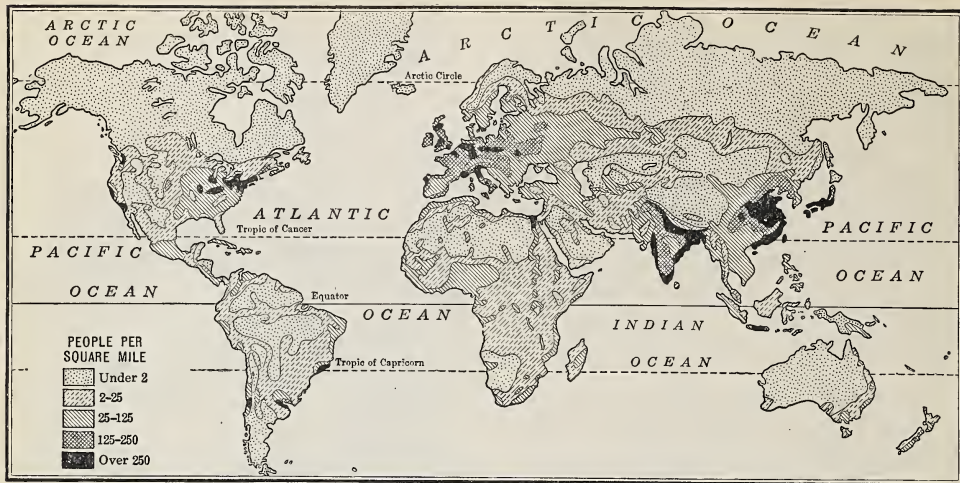 ARCTIC
OCEAN
ARCTIC OCEAN
Arctic Circle
ATLANTIC
Tropic of Cancer
PACIFIC
PACIFIC
OCEAN
OCEAN
Equator
OCEAN
INDIAN
OCEAN
Tropic of Capricorn
PEOPLE PER
SQUARE MILE
Under 2
2-25
25-125
125-250
Over 250